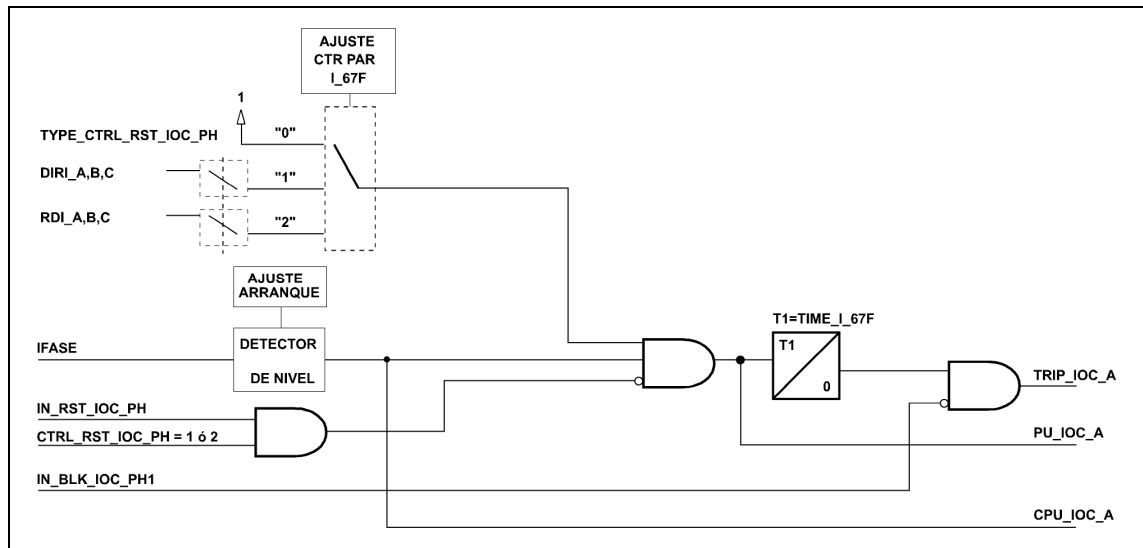 AJUSTE
CTR PAR
I_67F
1
TYPE_CTRL_RST_IOC_PH
"0"
DIRI_A,B,C
"1"
RDI_A,B,C
"2"
AJUSTE
ARRANQUE
T1=TIME_I_67F
IFASE
DETECTOR
DE NIVEL
T1
0
TRIP_IOC_A
IN_RST_IOC_PH
CTRL_RST_IOC_PH = 1 ó 2
PU_IOC_A
IN_BLK_IOC_PH1
CPU_IOC_A